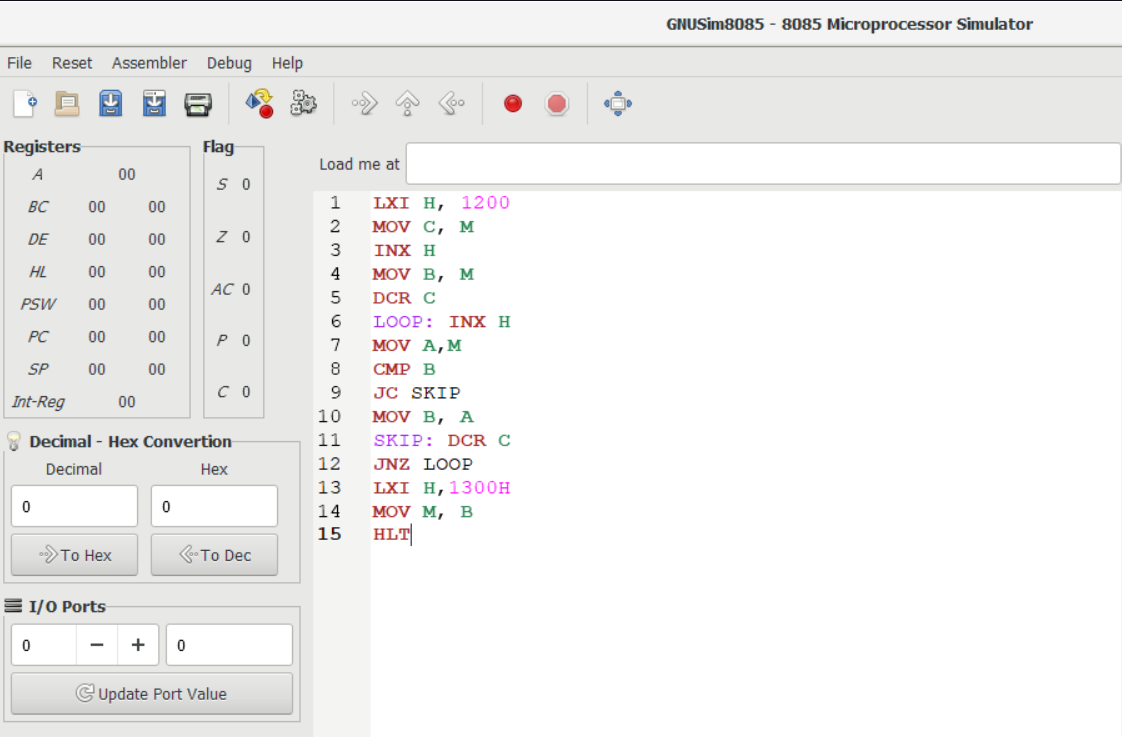 GNUSim8085 - 8085 Microprocessor Simulator
File Reset Assembler Debug Help
Registers
A 00
BC 00 00
DE 00 00
HL 00 00
PSW 00 00
PC 00 00
SP 00 00
Int-Reg 00
Flag
S 0
Z 0
AC 0
P 0
C 0
Decimal - Hex Convertion
Decimal Hex
0 0
To Hex To Dec
I/O Ports
0 − + 0
Update Port Value
Load me at
1 LXI H, 1200
2 MOV C, M
3 INX H
4 MOV B, M
5 DCR C
6 LOOP: INX H
7 MOV A,M
8 CMP B
9 JC SKIP
10 MOV B, A
11 SKIP: DCR C
12 JNZ LOOP
13 LXI H,1300H
14 MOV M, B
15 HLT